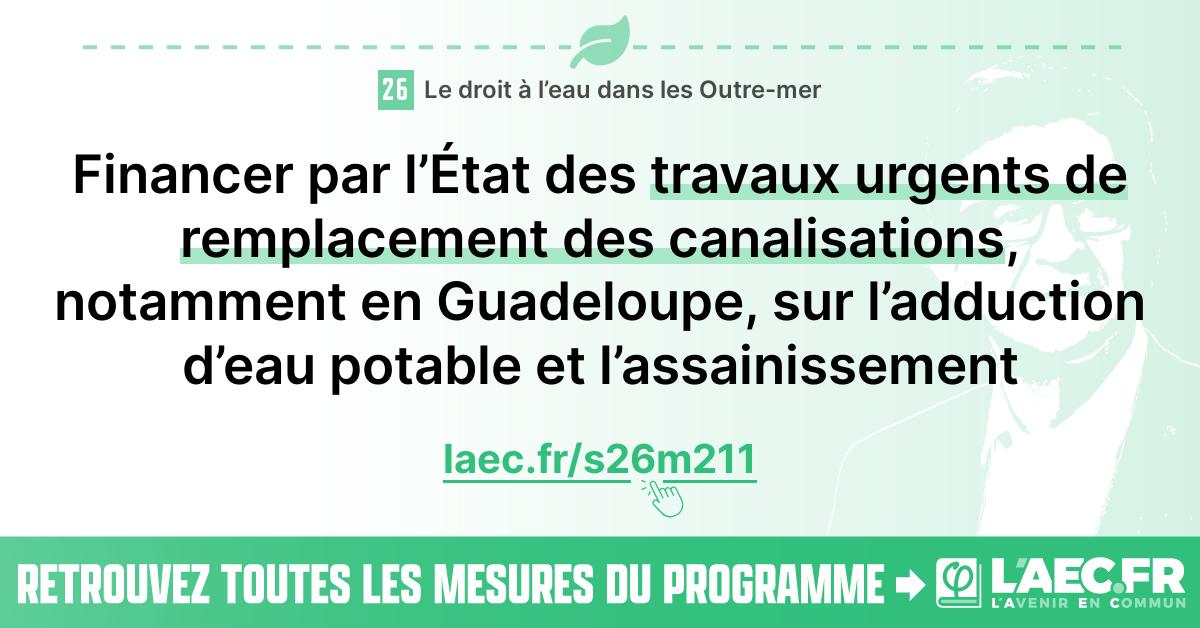 26 Le droit à l’eau dans les Outre-mer
Financer par l’État des travaux urgents de
remplacement des canalisations,
notamment en Guadeloupe, sur l’adduction
d’eau potable et l’assainissement
laec.fr/s26m211
RETROUVEZ TOUTES LES MESURES DU PROGRAMME
φ L'AEC.FR
L'AVENIR EN COMMUN